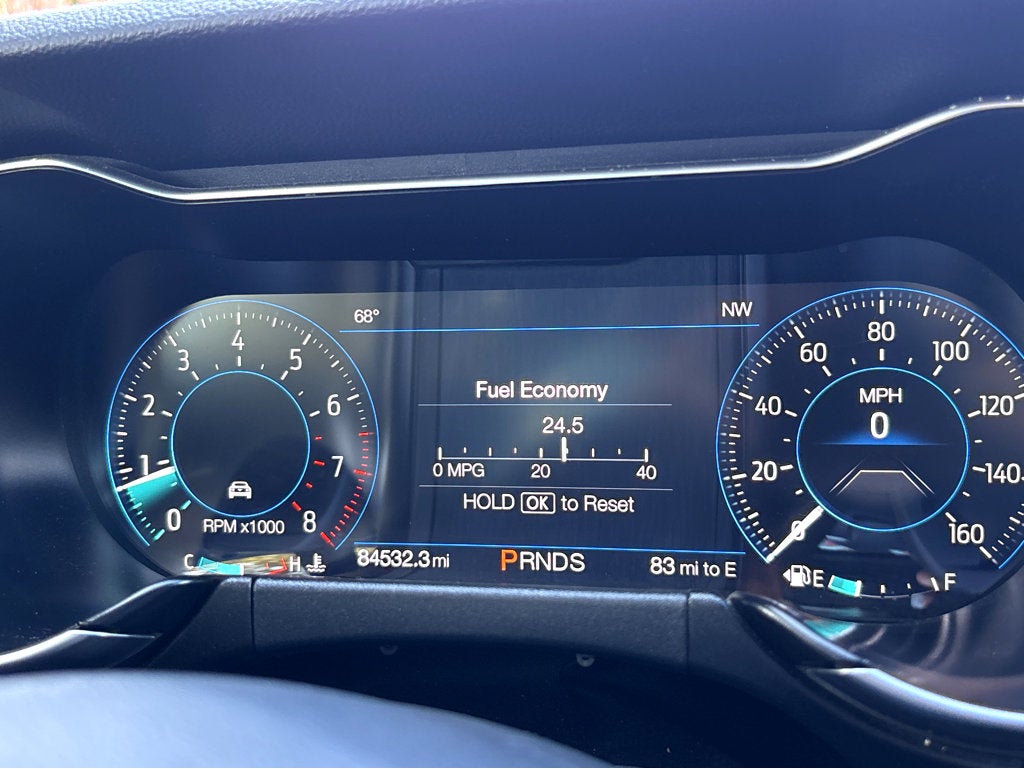 68°
NW
0
1
2
3
4
5
6
7
8
RPM x1000
C
H
Fuel Economy
24.5
0 MPG 20 40
HOLD OK to Reset
84532.3 mi PRNDS 83 mi to E
0
20
40
60
80
100
120
140
160
MPH
0
E
F